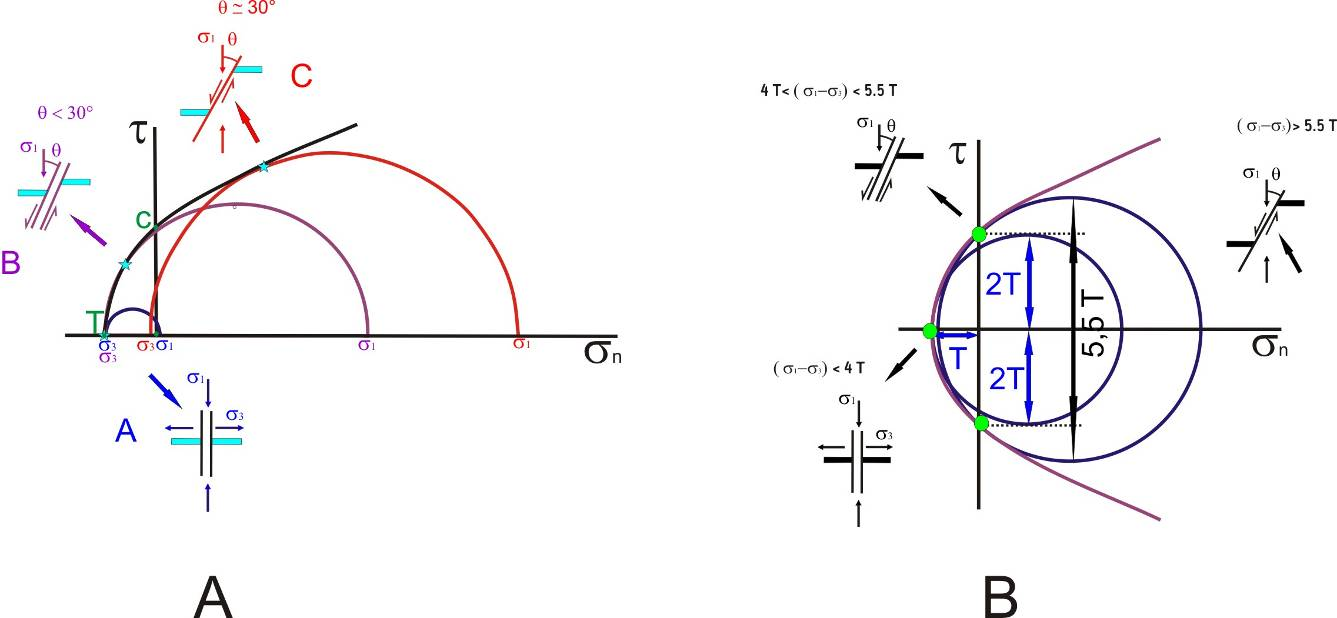 θ ≃ 30°
σ1 θ
C
θ < 30°
σ1 θ
B
τ
C
T
σ3 σ3 σ1 σ1 σ1
σ3
σn
σ1
σ3
A
A
4 T< ( σ1–σ3) < 5.5 T
σ1 θ
τ
( σ1–σ3)> 5.5 T
σ1 θ
2T
5,5 T
T
2T
σn
( σ1–σ3) < 4 T
σ1
σ3
B